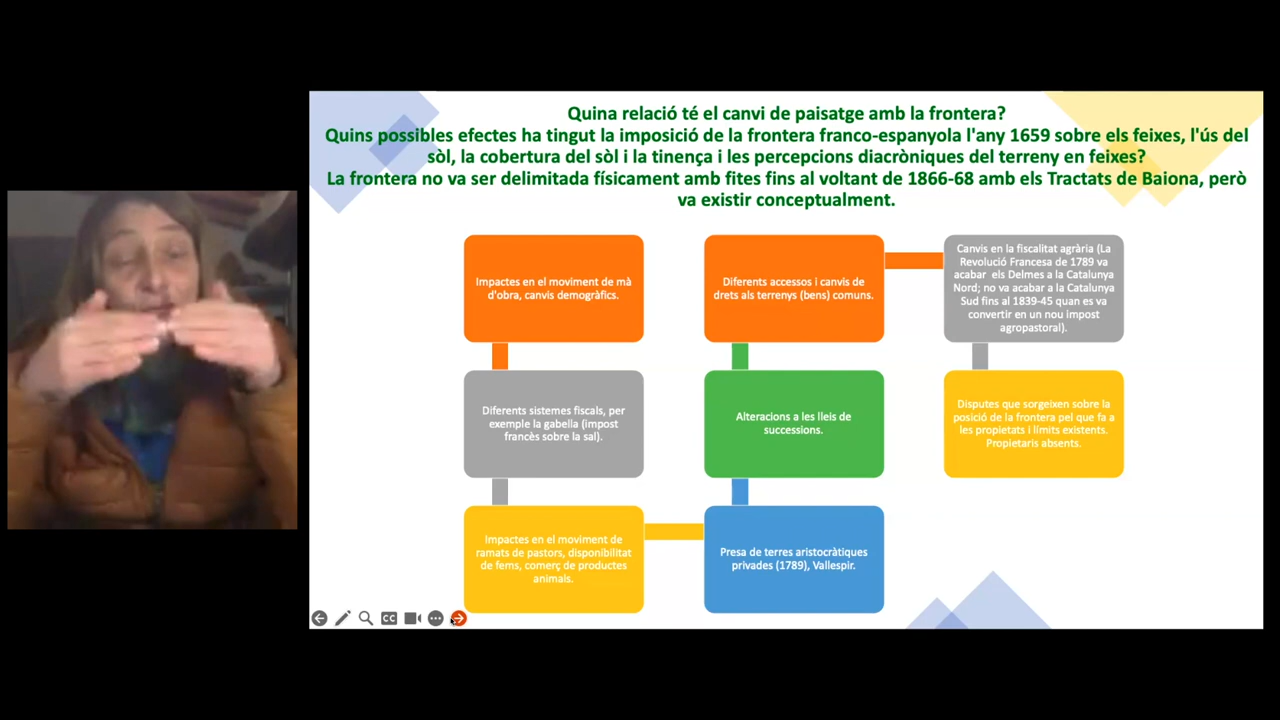 Quina relació té el canvi de paisatge amb la frontera?
Quins possibles efectes ha tingut la imposició de la frontera franco-espanyola l'any 1659 sobre els feixes, l'ús del
sòl, la cobertura del sòl i la tinença i les percepcions diacròniques del terreny en feixes?
La frontera no va ser delimitada físicament amb fites fins al voltant de 1866-68 amb els Tractats de Baiona, però
va existir conceptualment.
Impactes en el moviment de mà
d'obra, canvis demogràfics.
Diferents sistemes fiscals, per
exemple la gabella (impost
francès sobre la sal).
Impactes en el moviment de
ramats de pastors, disponibilitat
de fems, comerç de productes
animals.
Presa de terres aristocràtiques
privades (1789), Vallespir.
Alteracions a les lleis de
successions.
Diferents accessos i canvis de
drets als terrenys (bens) comuns.
Canvis en la fiscalitat agrària (La
Revolució Francesa de 1789 va
acabar els Delmes a la Catalunya
Nord; no va acabar a la Catalunya
Sud fins al 1839-45 quan es va
convertir en un nou impost
agropastoral).
Disputes que sorgeixen sobre la
posició de la frontera pel que fa a
les propietats i límits existents.
Propietaris absents.
CC